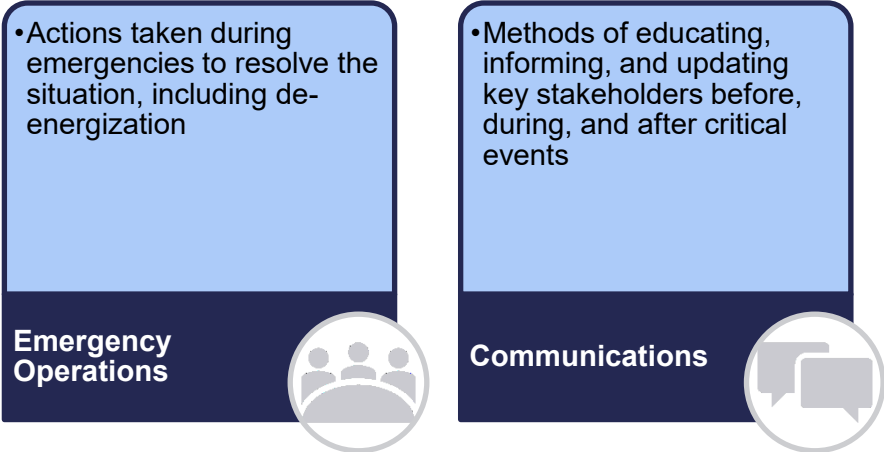 •Actions taken during
emergencies to resolve the
situation, including de-
energization
Emergency
Operations
•Methods of educating,
informing, and updating
key stakeholders before,
during, and after critical
events
Communications